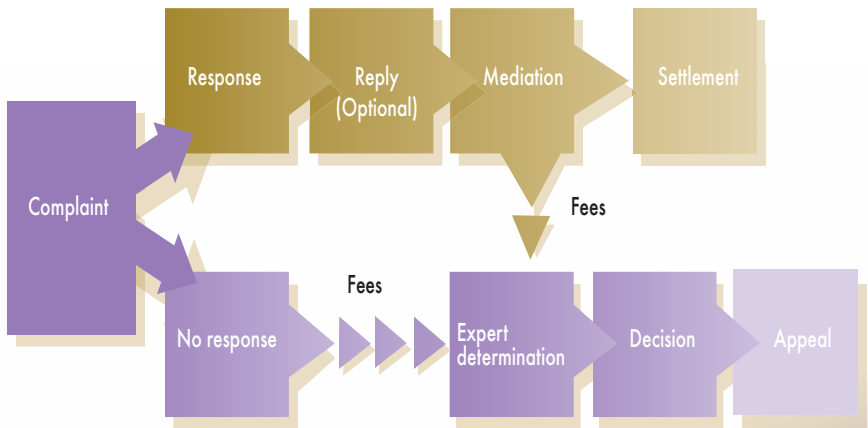 Response
Reply
(Optional)
Mediation
Settlement
Complaint
Fees
Fees
No response
Expert
determination
Decision
Appeal